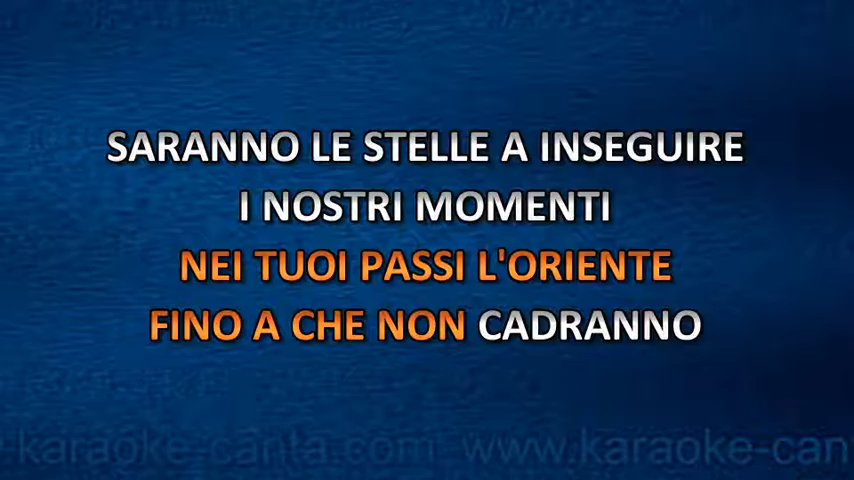 SARANNO LE STELLE A INSEGUIRE
I NOSTRI MOMENTI
NEI TUOI PASSI L'ORIENTE
FINO A CHE NON CADRANNO
karaoke-canta.com www.karaoke-can